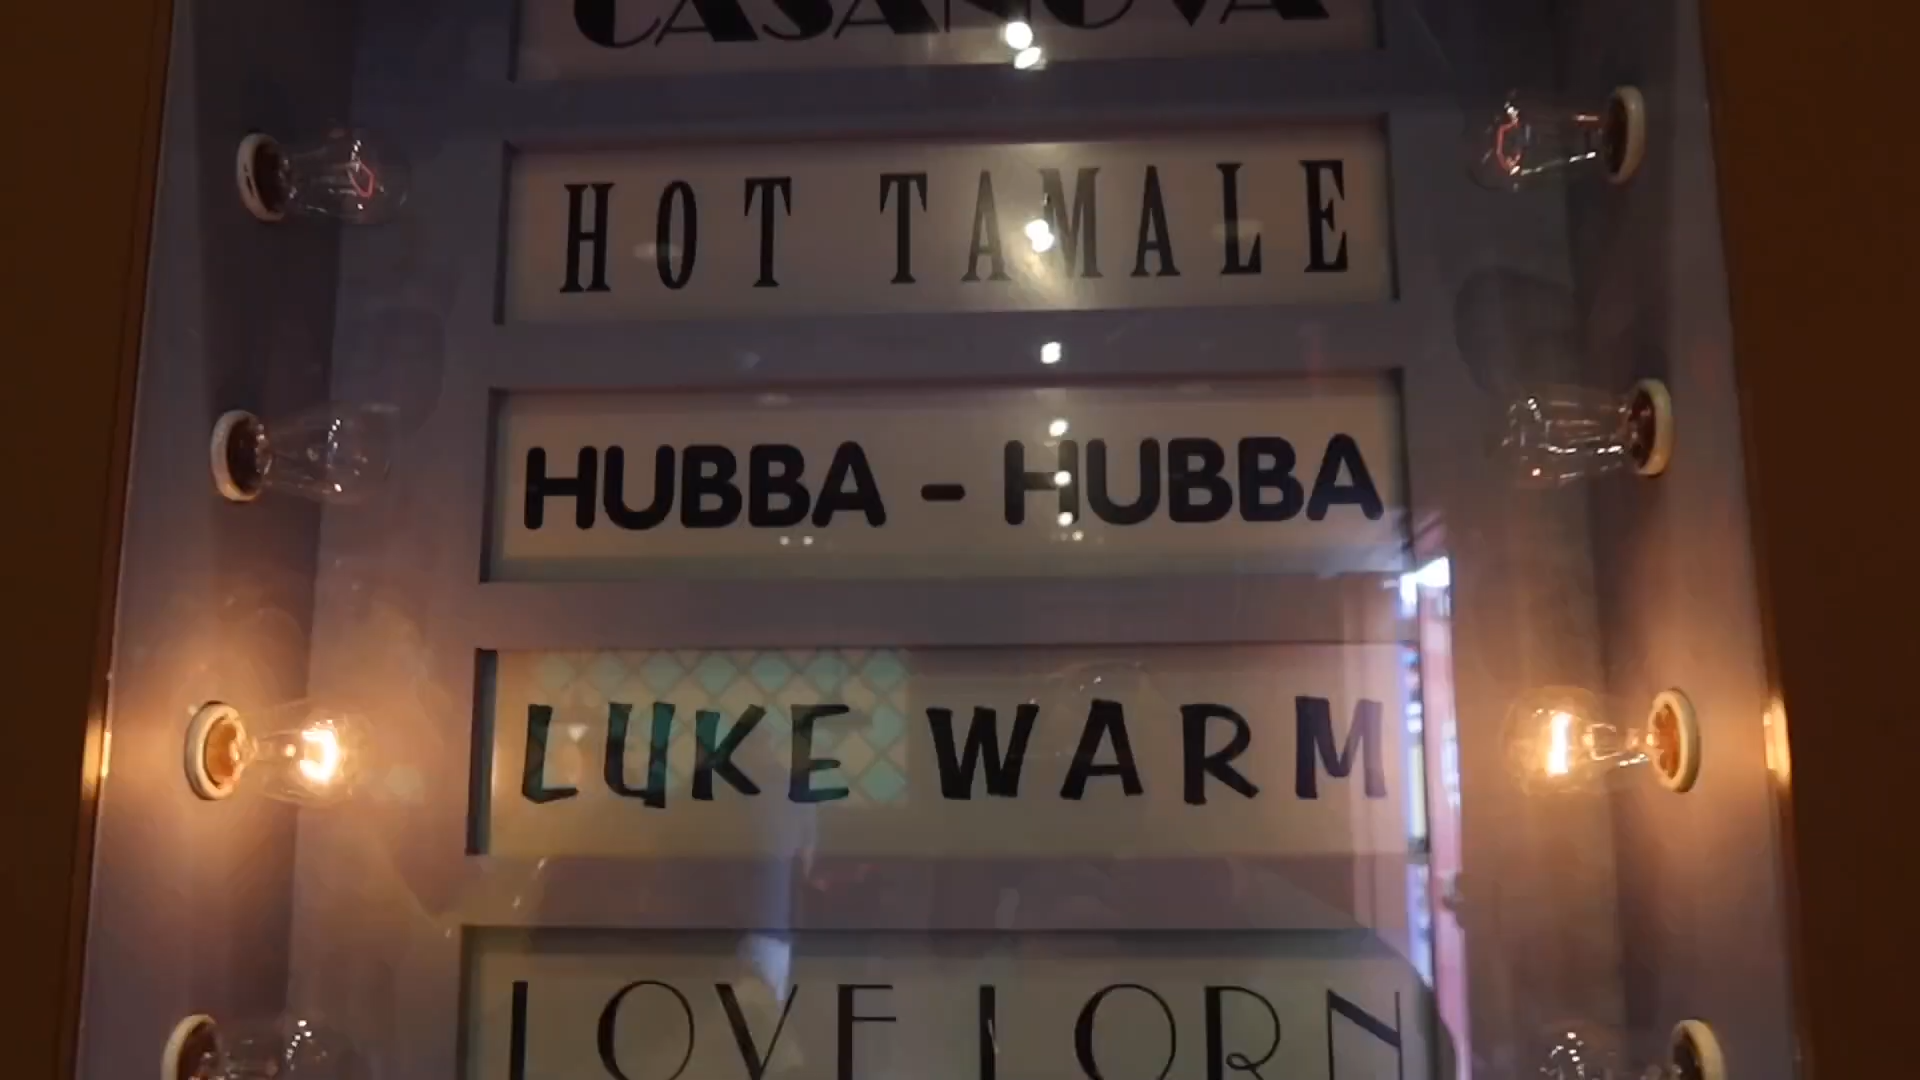 CASANOVA
HOT TAMALE
HUBBA - HUBBA
LUKE WARM
LOVE LORN